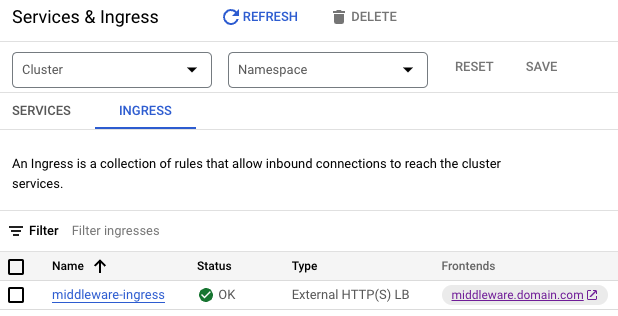 Services & Ingress REFRESH DELETE
Cluster Namespace RESET SAVE
SERVICES INGRESS
An Ingress is a collection of rules that allow inbound connections to reach the cluster
services.
Filter Filter ingresses
Name Status Type Frontends
middleware-ingress OK External HTTP(S) LB middleware.domain.com